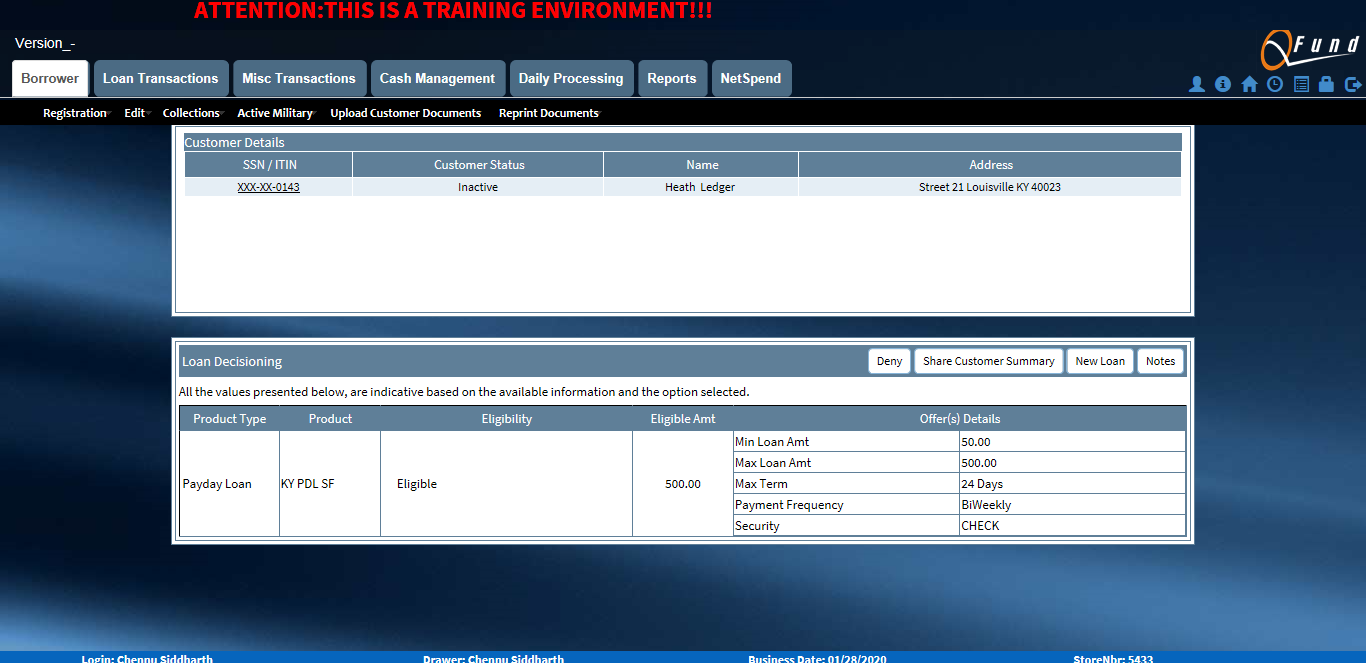 ATTENTION:THIS IS A TRAINING ENVIRONMENT!!!
Version_-
QFund
Borrower Loan Transactions Misc Transactions Cash Management Daily Processing Reports NetSpend
Registration Edit Collections Active Military Upload Customer Documents Reprint Documents
Customer Details
SSN / ITIN Customer Status Name Address
XXX-XX-0143 Inactive Heath Ledger Street 21 Louisville KY 40023
Loan Decisioning Deny Share Customer Summary New Loan Notes
All the values presented below, are indicative based on the available information and the option selected.
Product Type Product Eligibility Eligible Amt Offer(s) Details
Min Loan Amt 50.00
Max Loan Amt 500.00
Payday Loan KY PDL SF Eligible 500.00 Max Term 24 Days
Payment Frequency BiWeekly
Security CHECK
Login: Chennu Siddharth Drawer: Chennu Siddharth Business Date: 01/28/2020 StoreNbr: 5433